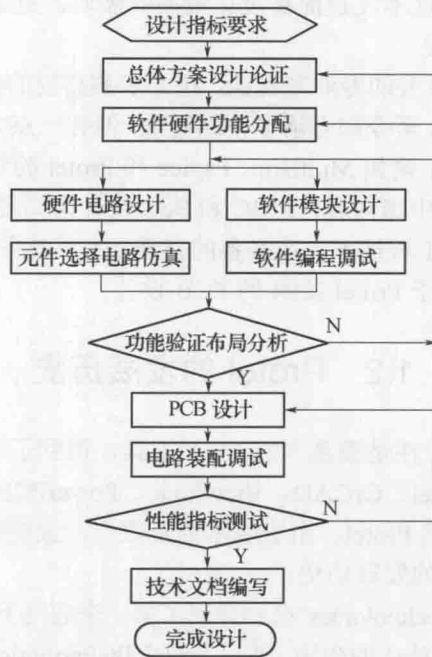 设计指标要求
总体方案设计论证
软件硬件功能分配
硬件电路设计
软件模块设计
元件选择电路仿真
软件编程调试
功能验证布局分析
N
Y
PCB 设计
电路装配调试
性能指标测试
N
Y
技术文档编写
完成设计